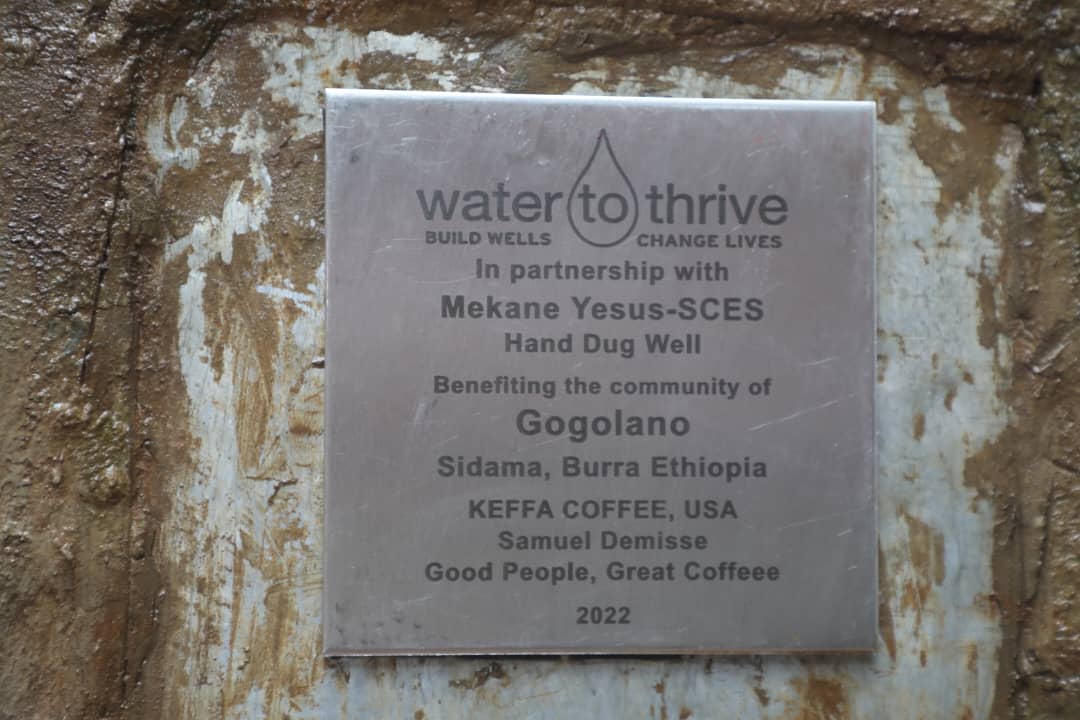 water to thrive
BUILD WELLS CHANGE LIVES
In partnership with
Mekane Yesus-SCES
Hand Dug Well
Benefiting the community of
Gogolano
Sidama, Burra Ethiopia
KEFFA COFFEE, USA
Samuel Demisse
Good People, Great Coffeee
2022